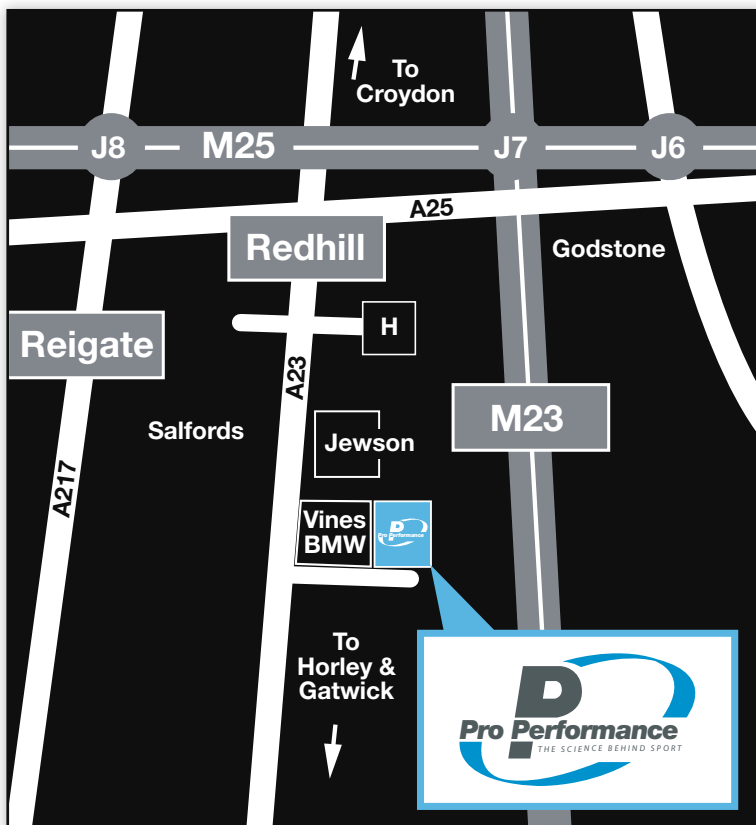 To
Croydon
J8
M25
J7
J6
A25
Redhill
Godstone
H
Reigate
A23
M23
Salfords
Jewson
A217
Vines
BMW
P
Pro Performance
To
Horley &
Gatwick
P
Pro Performance
THE SCIENCE BEHIND SPORT